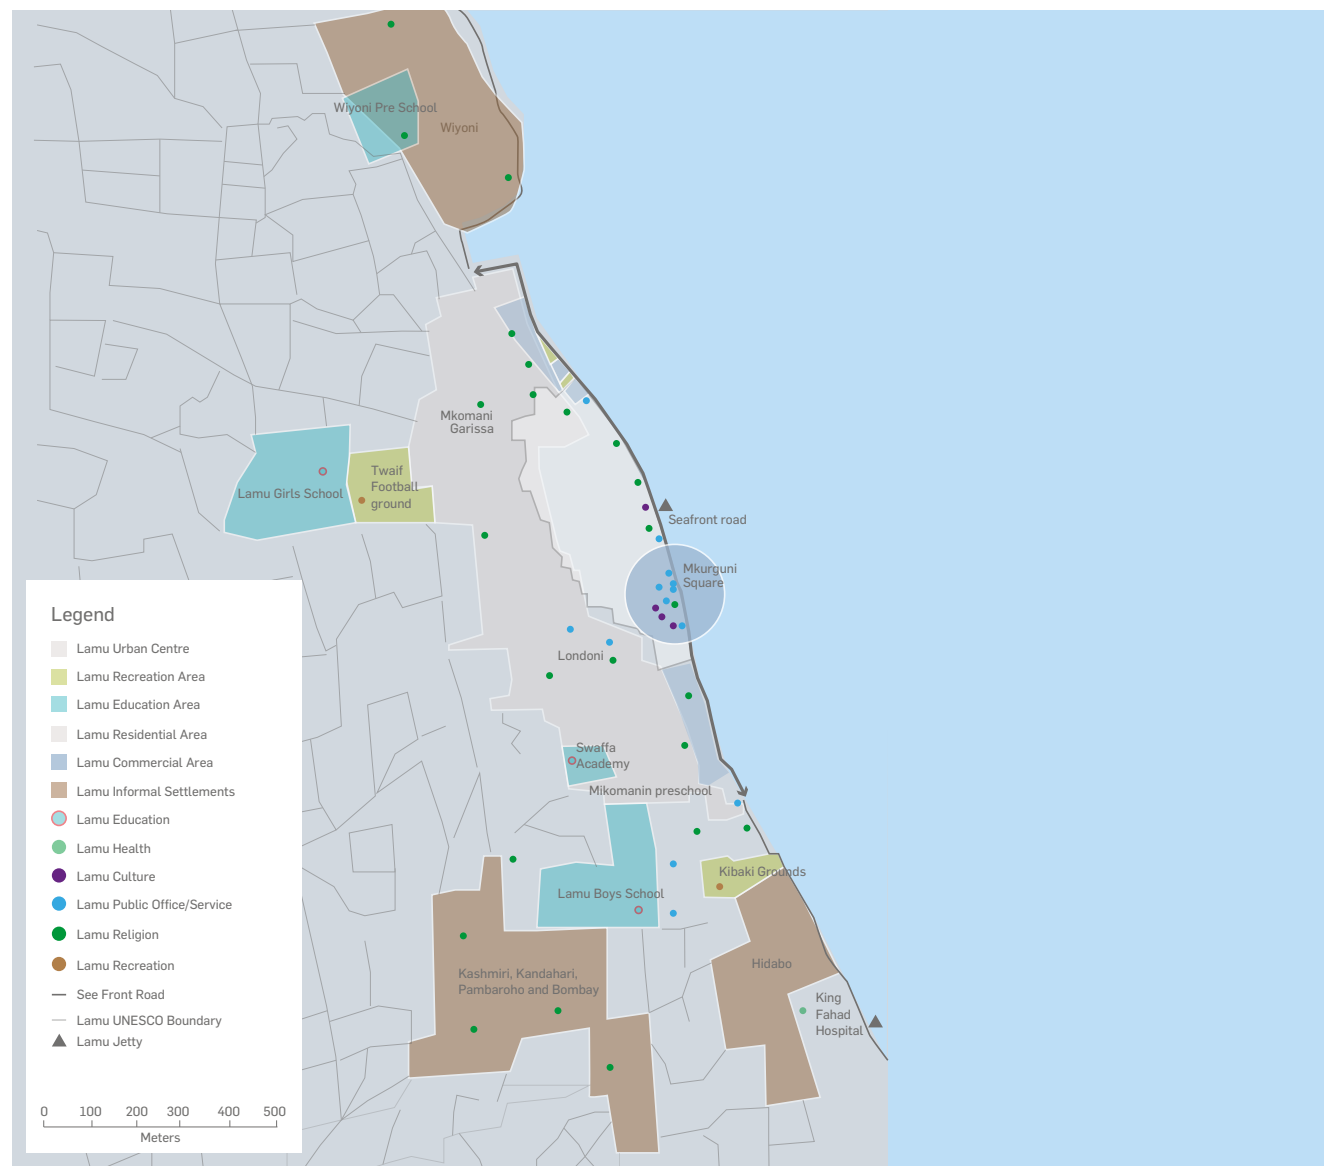 Wiyoni Pre School
Wiyoni
Mkomani
Garissa
Twaif
Football
ground
Lamu Girls School
Seafront road
Mkurguni
Square
Londoni
Swaffa
Academy
Mikomanin preschool
Kibaki Grounds
Lamu Boys School
Hidabo
Kashmiri, Kandahari,
Pambaroho and Bombay
King
Fahad
Hospital
Legend
Lamu Urban Centre
Lamu Recreation Area
Lamu Education Area
Lamu Residential Area
Lamu Commercial Area
Lamu Informal Settlements
Lamu Education
Lamu Health
Lamu Culture
Lamu Public Office/Service
Lamu Religion
Lamu Recreation
See Front Road
Lamu UNESCO Boundary
Lamu Jetty
0 100 200 300 400 500
Meters